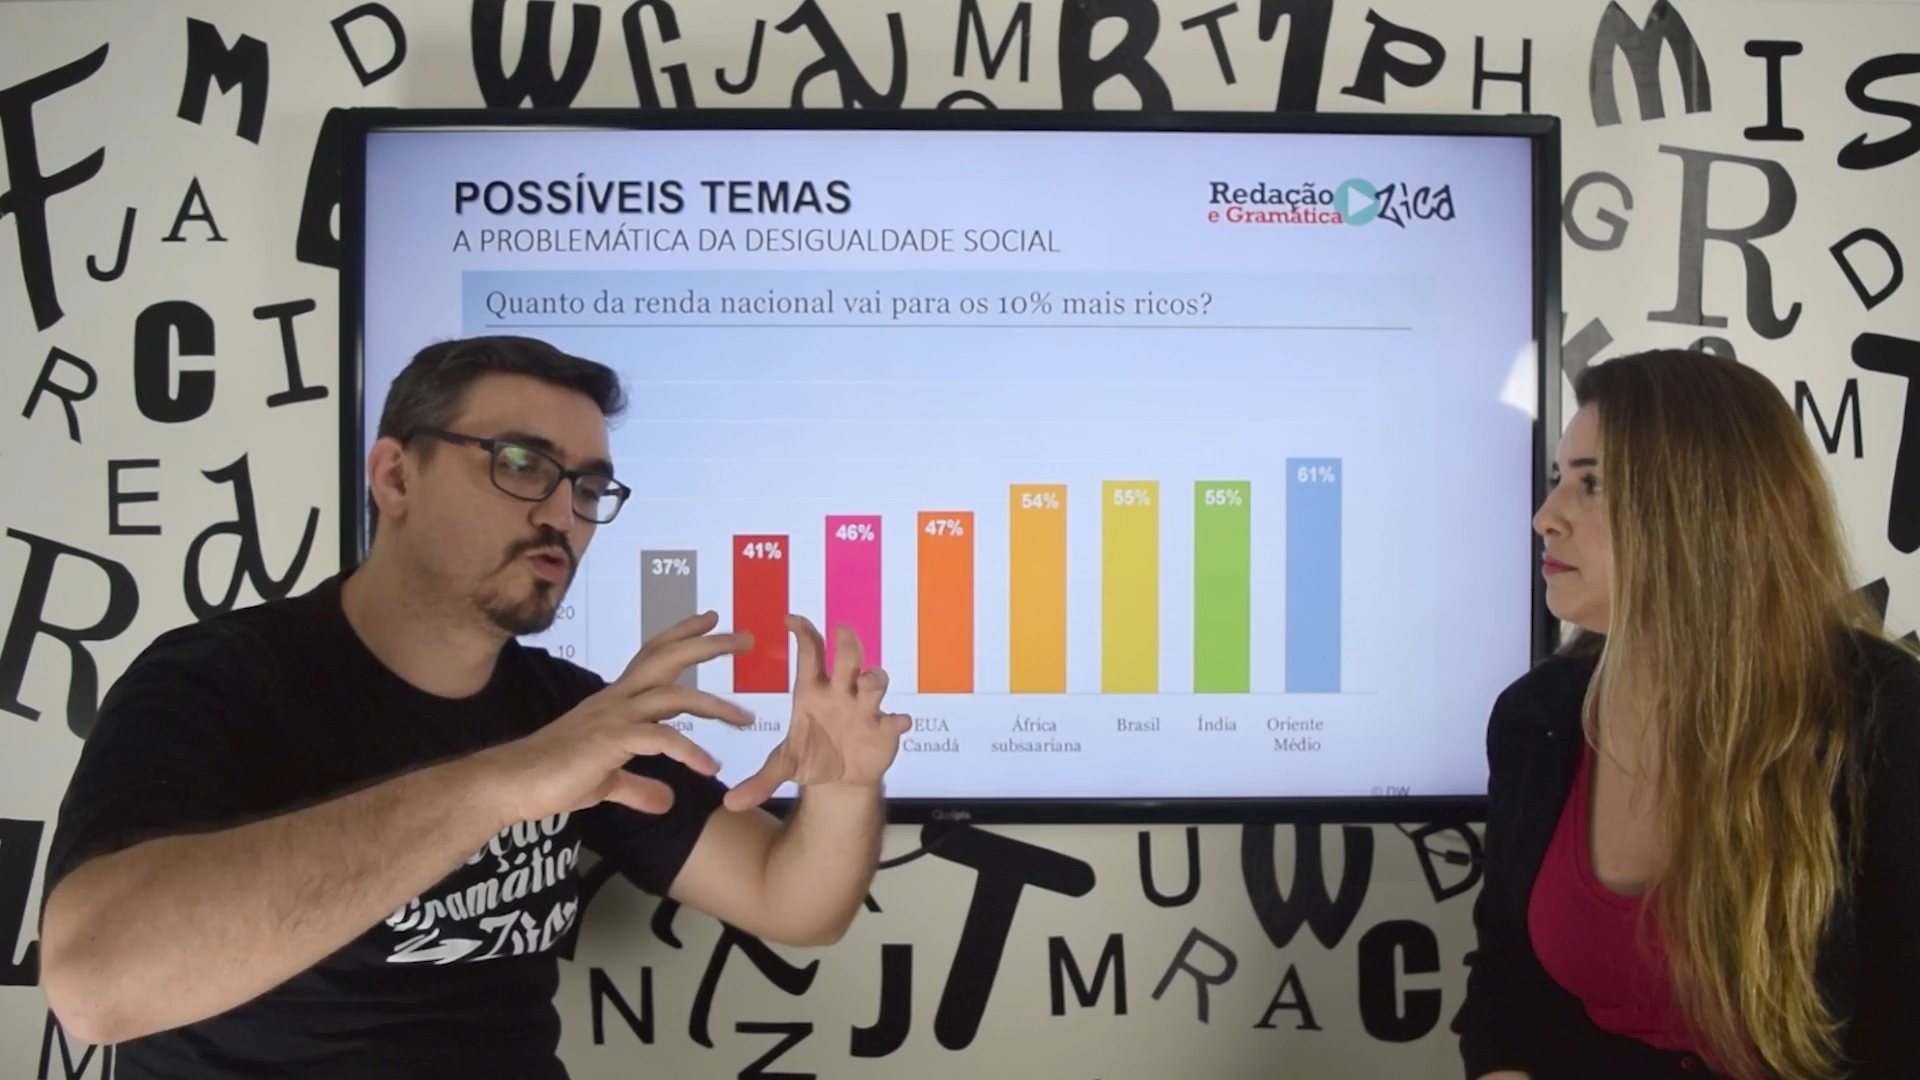 POSSÍVEIS TEMAS
A PROBLEMÁTICA DA DESIGUALDADE SOCIAL
Redação
e Gramática
Zica
Quanto da renda nacional vai para os 10% mais ricos?
37%
41%
46%
47%
54%
55%
55%
61%
20
10
EUA
Canadá
África
subsaariana
Brasil
Índia
Oriente
Médio
© DW
Gramática
Zica